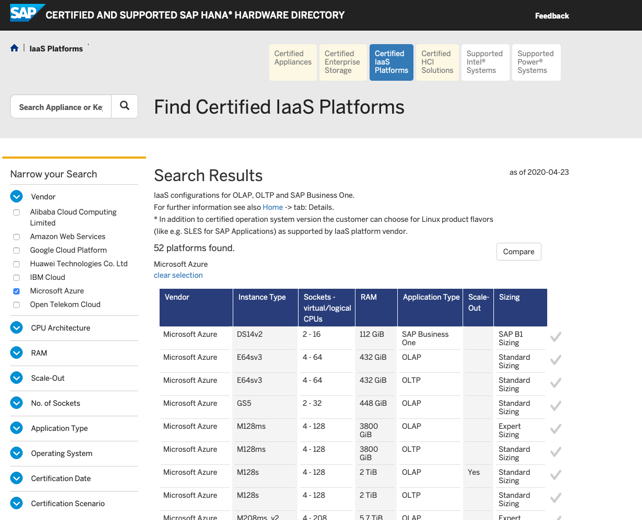 SAP CERTIFIED AND SUPPORTED SAP HANA® HARDWARE DIRECTORY
Feedback
| IaaS Platforms
Certified Appliances
Certified Enterprise Storage
Certified IaaS Platforms
Certified HCI Solutions
Supported Intel® Systems
Supported Power® Systems
Search Appliance or Ke
Find Certified IaaS Platforms
Narrow your Search
Vendor
Alibaba Cloud Computing
Limited
Amazon Web Services
Google Cloud Platform
Huawei Technologies Co. Ltd
IBM Cloud
Microsoft Azure
Open Telekom Cloud
CPU Architecture
RAM
Scale-Out
No. of Sockets
Application Type
Operating System
Certification Date
Certification Scenario
Search Results
as of 2020-04-23
IaaS configurations for OLAP, OLTP and SAP Business One.
For further information see also Home -> tab: Details.
* In addition to certified operation system version the customer can choose for Linux product flavors
(like e.g. SLES for SAP Applications) as supported by IaaS platform vendor.
52 platforms found.
Compare
Microsoft Azure
clear selection
Vendor Instance Type Sockets - virtual/logical CPUs RAM Application Type Scale-Out Sizing
Microsoft Azure DS14v2 2 - 16 112 GiB SAP Business One SAP B1 Sizing
Microsoft Azure E64sv3 4 - 64 432 GiB OLAP Standard Sizing
Microsoft Azure E64sv3 4 - 64 432 GiB OLTP Standard Sizing
Microsoft Azure GS5 2 - 32 448 GiB OLAP Standard Sizing
Microsoft Azure M128ms 4 - 128 3800 GiB OLAP Expert Sizing
Microsoft Azure M128ms 4 - 128 3800 GiB OLTP Standard Sizing
Microsoft Azure M128s 4 - 128 2 TiB OLAP Yes Standard Sizing
Microsoft Azure M128s 4 - 128 2 TiB OLTP Standard Sizing
Microsoft Azure M208ms_v2 4 - 208 5.7 TiB OLAP Expert